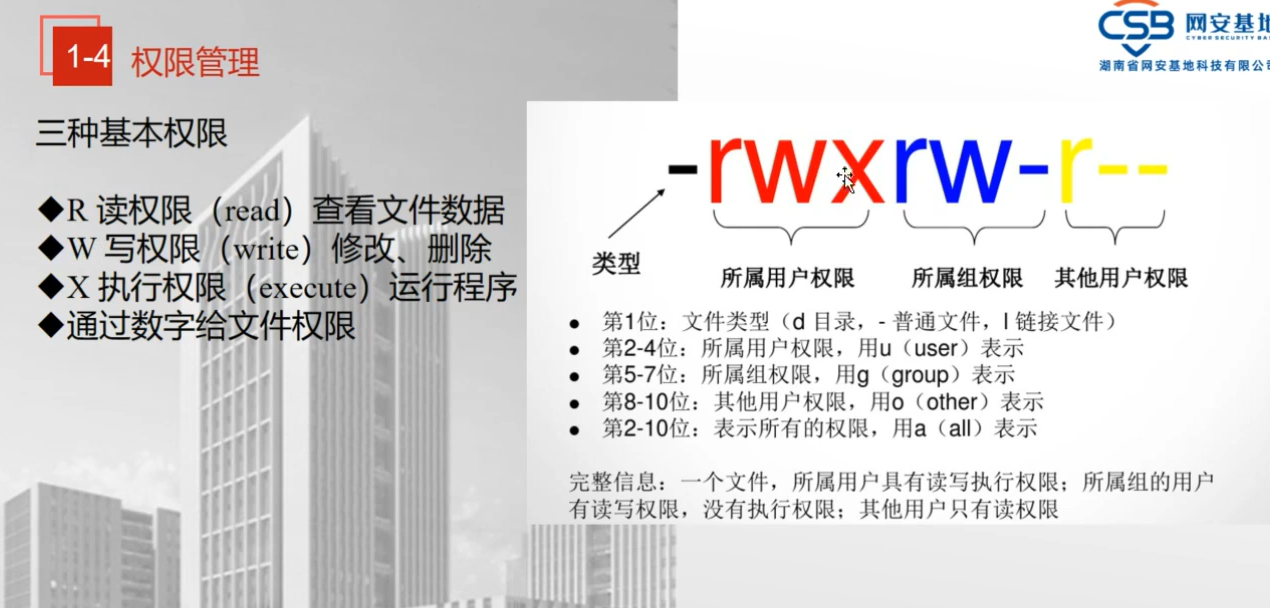 1-4 权限管理
CSB 网安基地
CYBER SECURITY BA
湖南省网安基地科技有限公司
三种基本权限
◆R 读权限（read）查看文件数据
◆W 写权限（write）修改、删除
◆X 执行权限（execute）运行程序
◆通过数字给文件权限
-rwxrw-r--
类型
所属用户权限 所属组权限 其他用户权限
● 第1位：文件类型（d 目录，- 普通文件，l 链接文件）
● 第2-4位：所属用户权限，用u（user）表示
● 第5-7位：所属组权限，用g（group）表示
● 第8-10位：其他用户权限，用o（other）表示
● 第2-10位：表示所有的权限，用a（all）表示
完整信息：一个文件，所属用户具有读写执行权限；所属组的用户
有读写权限，没有执行权限；其他用户只有读权限